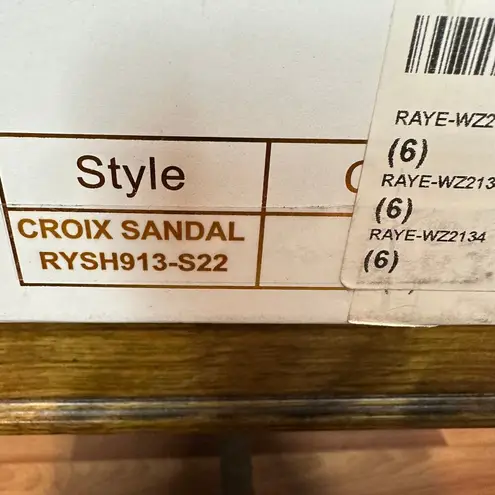 Style
CROIX SANDAL
RYSH913-S22
RAYE-WZ2
(6)
RAYE-WZ213
(6)
RAYE-WZ2134
(6)